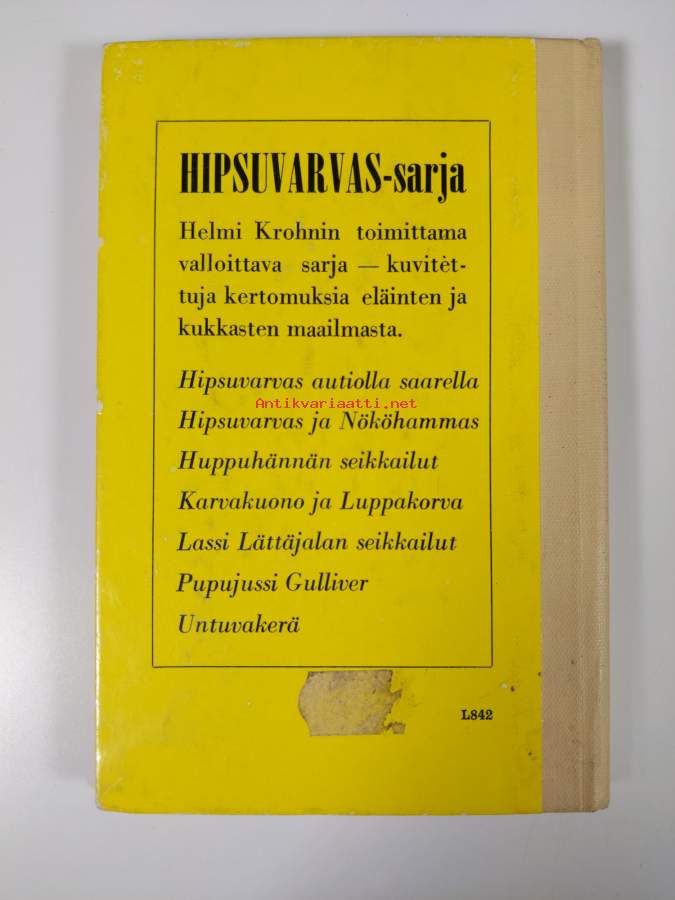 HIPSUVARVAS-sarja
Helmi Krohnin toimittama
valloittava sarja — kuvitet-
tuja kertomuksia eläinten ja
kukkasten maailmasta.
Hipsuvarvas autiolla saarella
Antikvariaatti.net
Hipsuvarvas ja Nököhammas
Huppuhännän seikkailut
Karvakuono ja Luppakorva
Lassi Lättäjalan seikkailut
Pupujussi Gulliver
Untuvakerä
L842